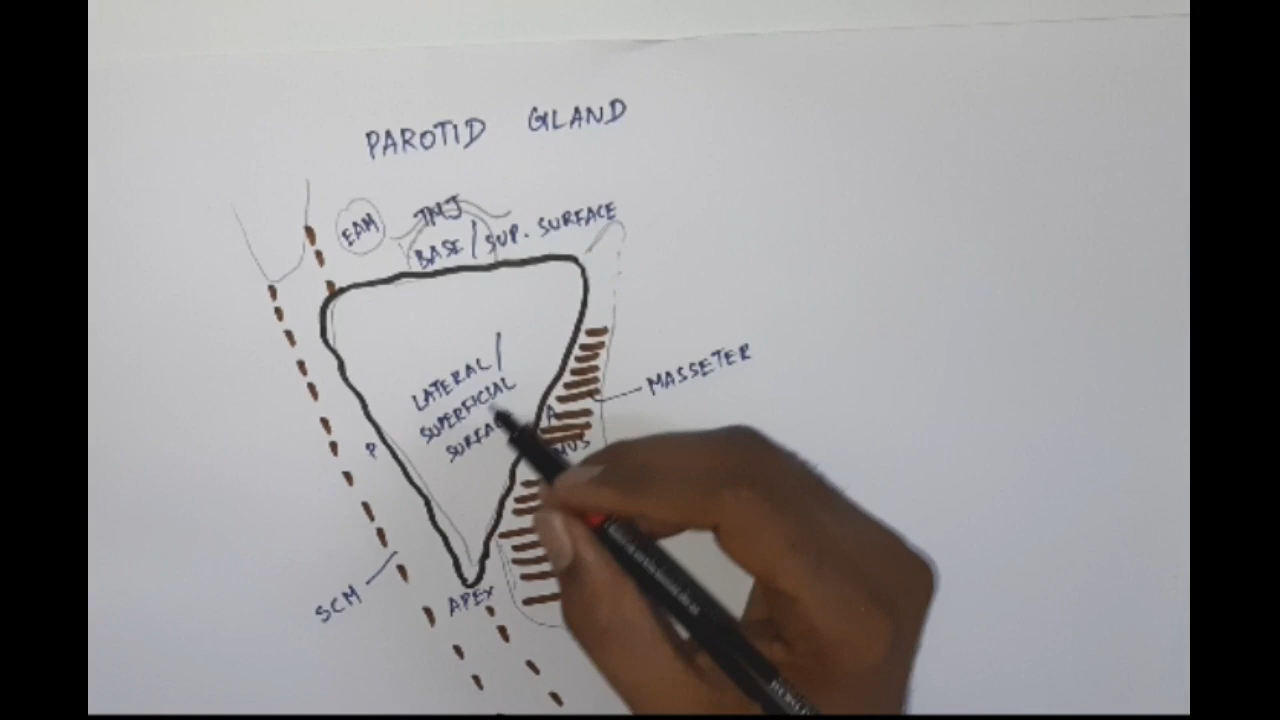 PAROTID GLAND
EAM
TMJ
BASE / SUP. SURFACE
LATERAL /
SUPERFICIAL
MASSETER
A
P
SCM
APEX